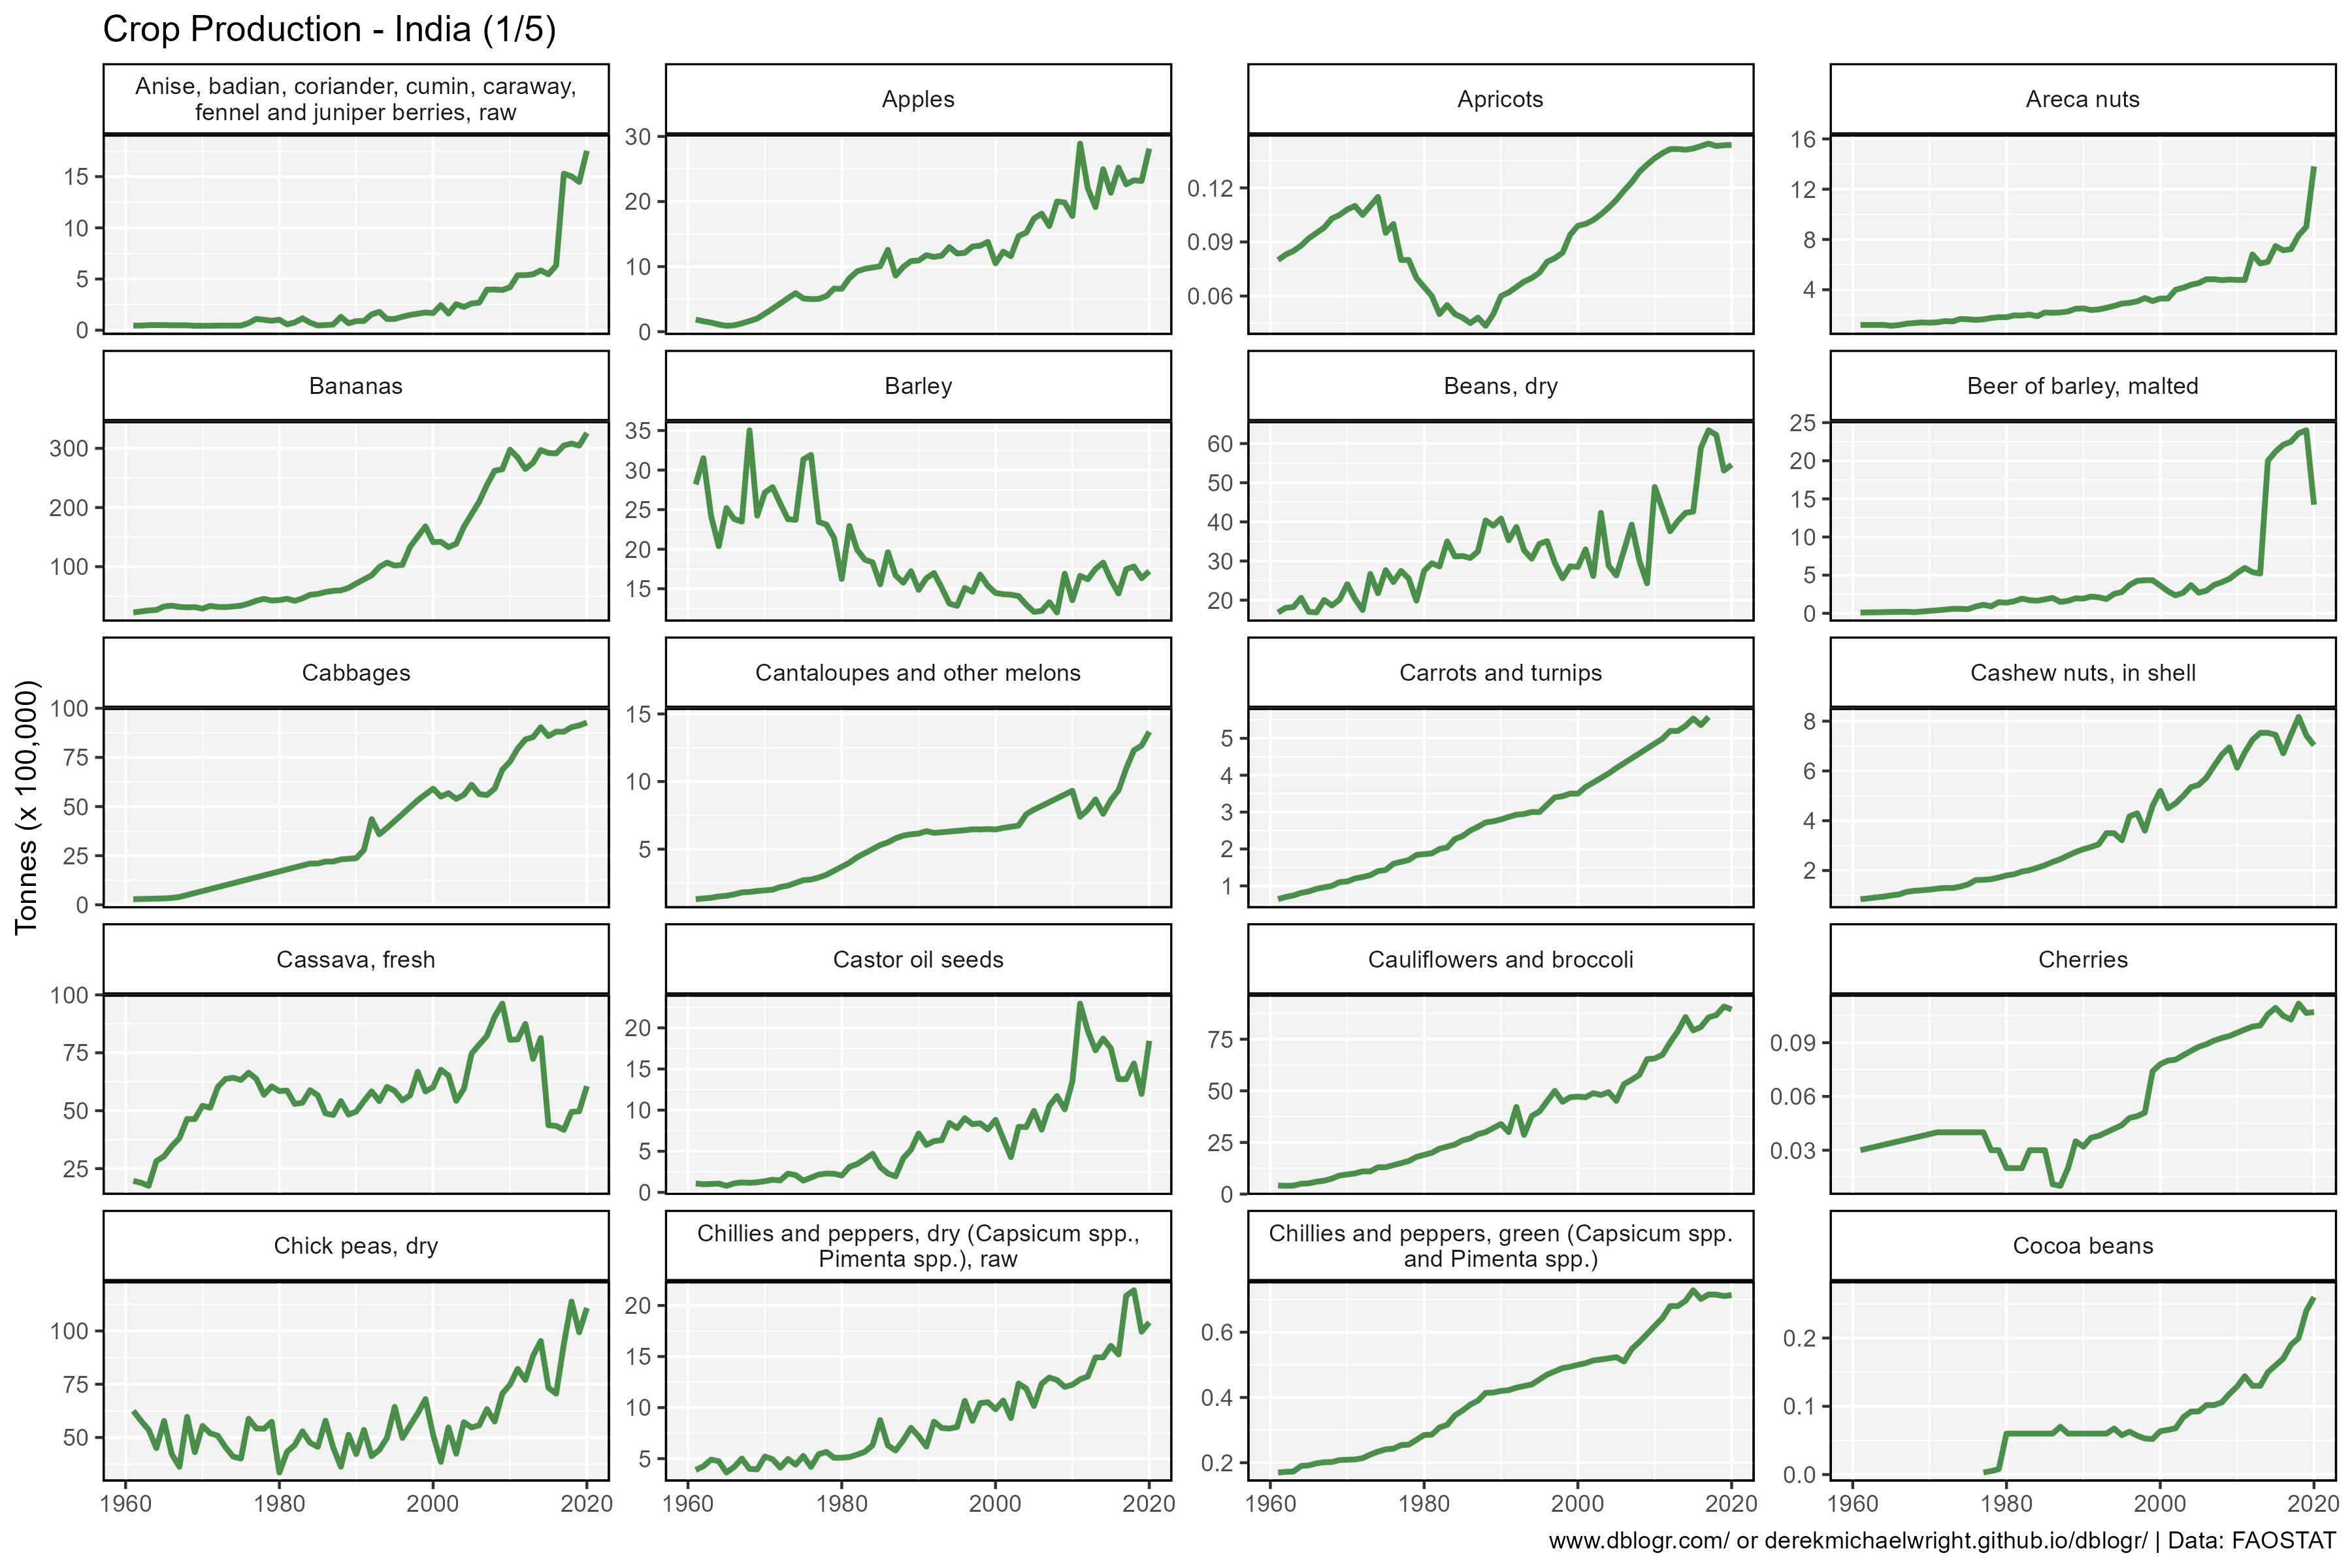 Crop Production - India (1/5)
Tonnes (x 100,000)
Anise, badian, coriander, cumin, caraway,
fennel and juniper berries, raw
Apples
Apricots
Areca nuts
15
10
5
0
30
20
10
0
0.12
0.09
0.06
16
12
8
4
Bananas
Barley
Beans, dry
Beer of barley, malted
300
200
100
35
30
25
20
15
60
50
40
30
20
25
20
15
10
5
0
Cabbages
Cantaloupes and other melons
Carrots and turnips
Cashew nuts, in shell
100
75
50
25
0
15
10
5
5
4
3
2
1
8
6
4
2
Cassava, fresh
Castor oil seeds
Cauliflowers and broccoli
Cherries
100
75
50
25
20
15
10
5
0
75
50
25
0
0.09
0.06
0.03
Chick peas, dry
Chillies and peppers, dry (Capsicum spp.,
Pimenta spp.), raw
Chillies and peppers, green (Capsicum spp.
and Pimenta spp.)
Cocoa beans
100
75
50
20
15
10
5
0.6
0.4
0.2
0.2
0.1
0.0
1960 1980 2000 2020
1960 1980 2000 2020
1960 1980 2000 2020
1960 1980 2000 2020
www.dblogr.com/ or derekmichaelwright.github.io/dblogr/ | Data: FAOSTAT